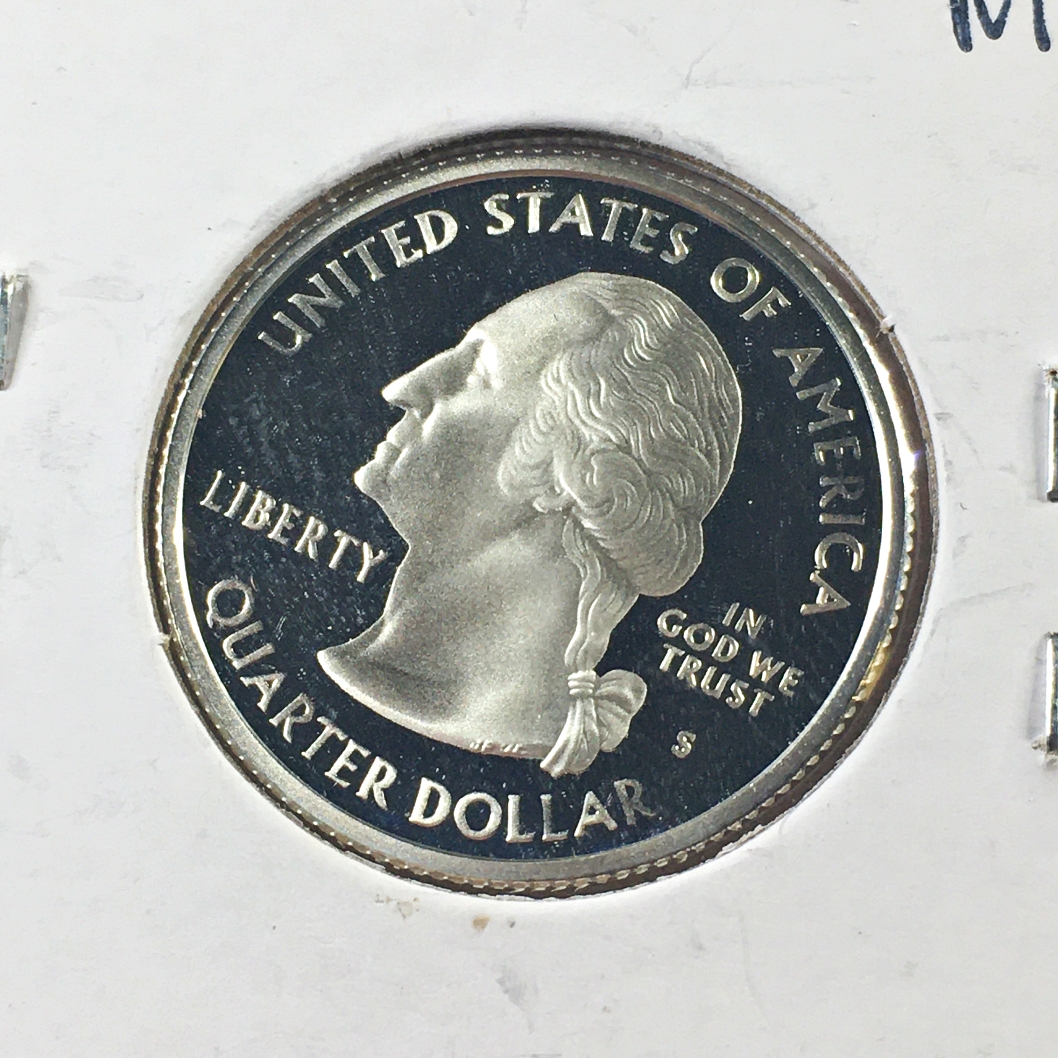 M
UNITED STATES OF AMERICA
LIBERTY
IN
GOD WE
TRUST
S
QUARTER DOLLAR